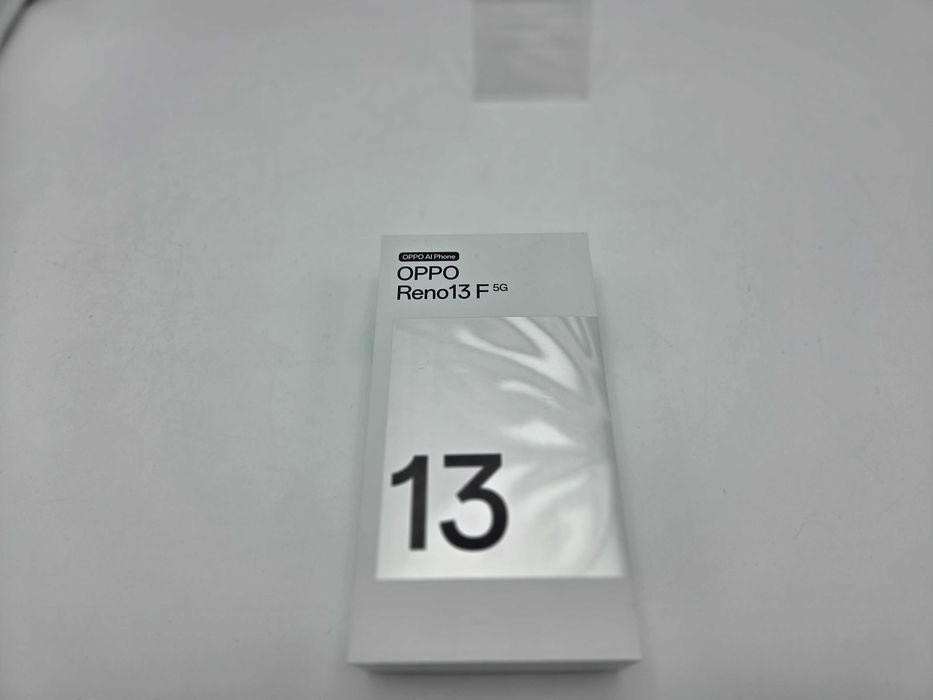 OPPO AI Phone
OPPO
Reno13 F 5G
13